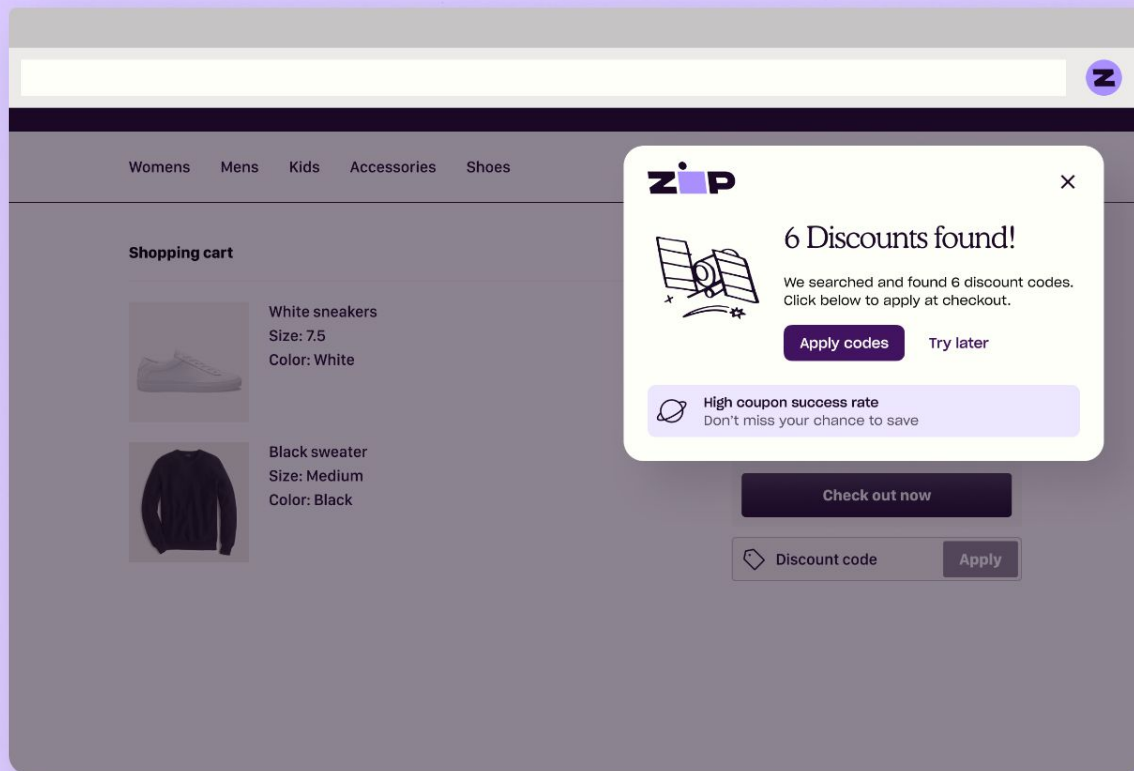 Z
Womens Mens Kids Accessories Shoes
Shopping cart
White sneakers
Size: 7.5
Color: White
Black sweater
Size: Medium
Color: Black
ZIP
6 Discounts found!
We searched and found 6 discount codes.
Click below to apply at checkout.
Apply codes Try later
High coupon success rate
Don't miss your chance to save
Check out now
Discount code Apply